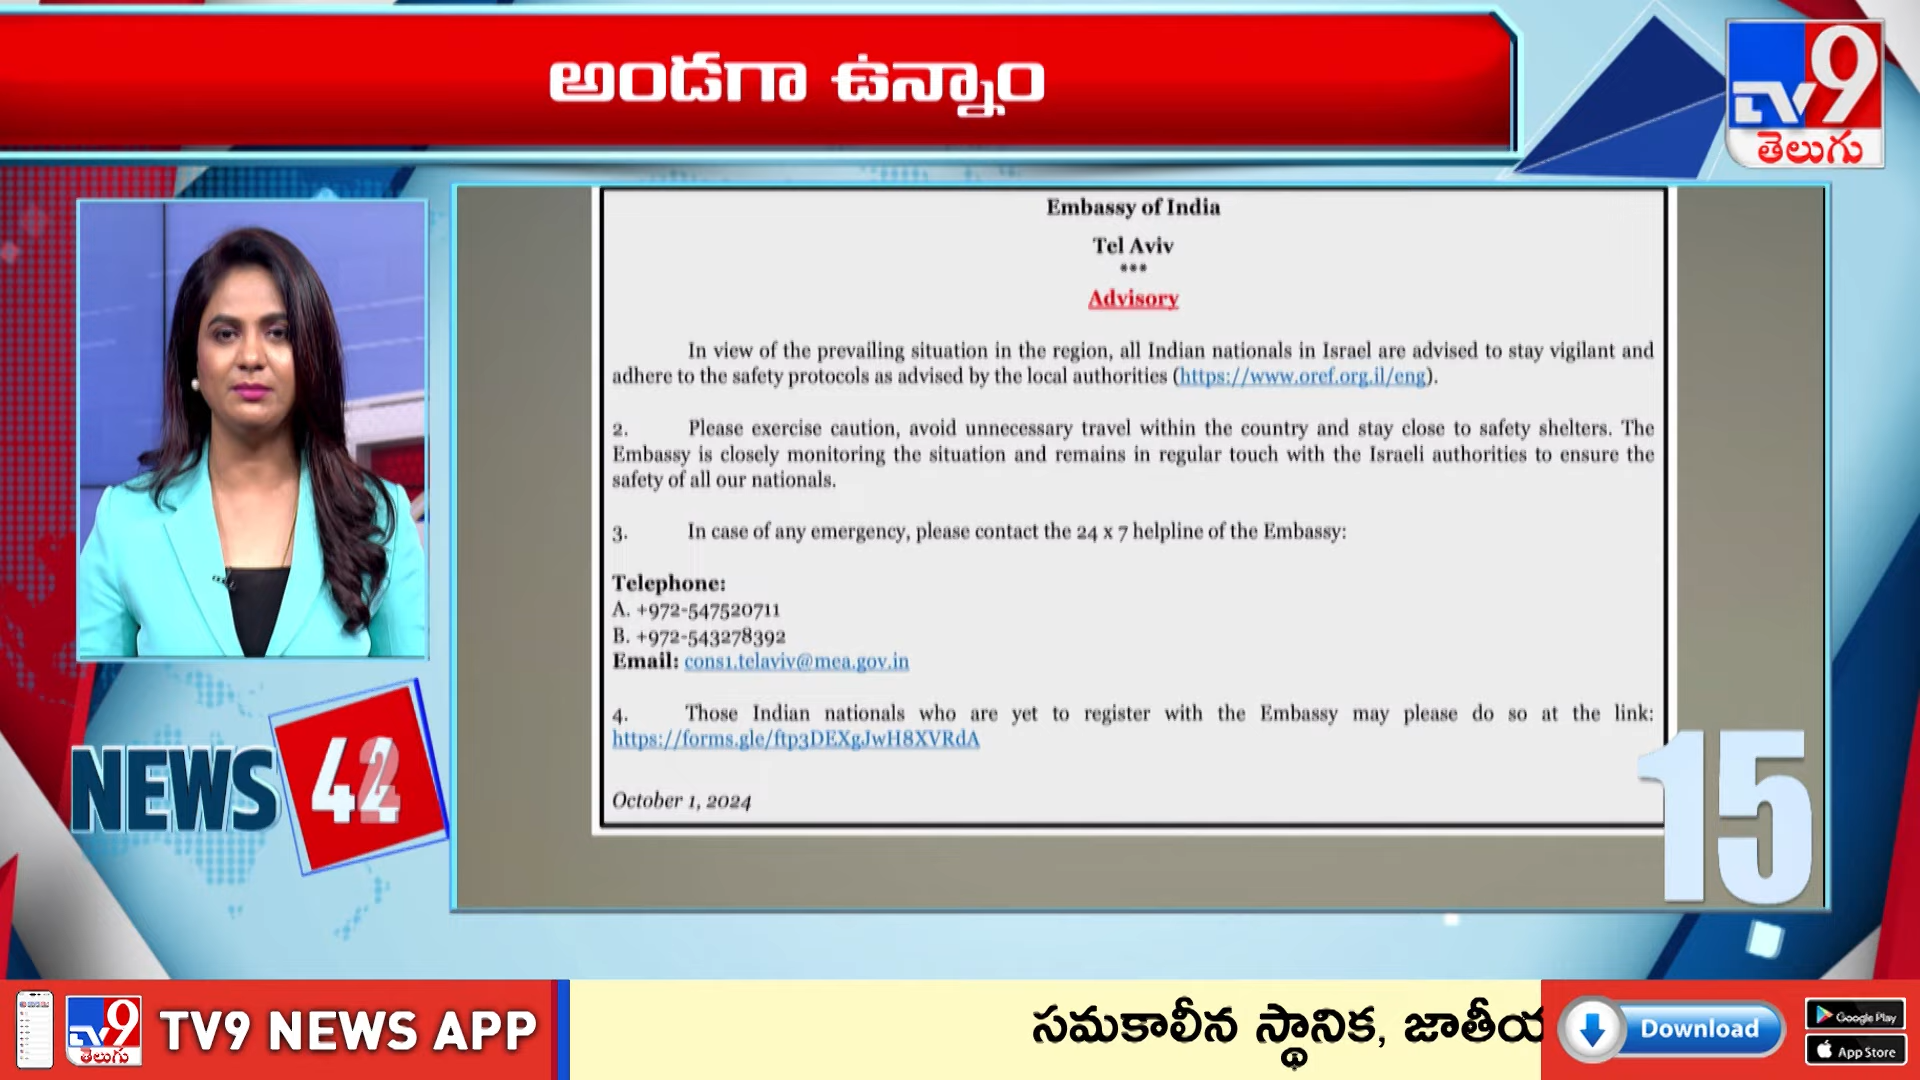 అండగా ఉన్నాం
TV9
తెలుగు
Embassy of India
Tel Aviv
***
Advisory
In view of the prevailing situation in the region, all Indian nationals in Israel are advised to stay vigilant and
adhere to the safety protocols as advised by the local authorities (https://www.oref.org.il/eng).
2. Please exercise caution, avoid unnecessary travel within the country and stay close to safety shelters. The
Embassy is closely monitoring the situation and remains in regular touch with the Israeli authorities to ensure the
safety of all our nationals.
3. In case of any emergency, please contact the 24 x 7 helpline of the Embassy:
Telephone:
A. +972-547520711
B. +972-543278392
Email: cons1.telaviv@mea.gov.in
4. Those Indian nationals who are yet to register with the Embassy may please do so at the link:
https://forms.gle/ftp3DEXgJwH8XVRdA
October 1, 2024
NEWS 42
15
TV9
తెలుగు
TV9 NEWS APP
సమకాలీన స్థానిక, జాతీయ
Download
Google Play
App Store